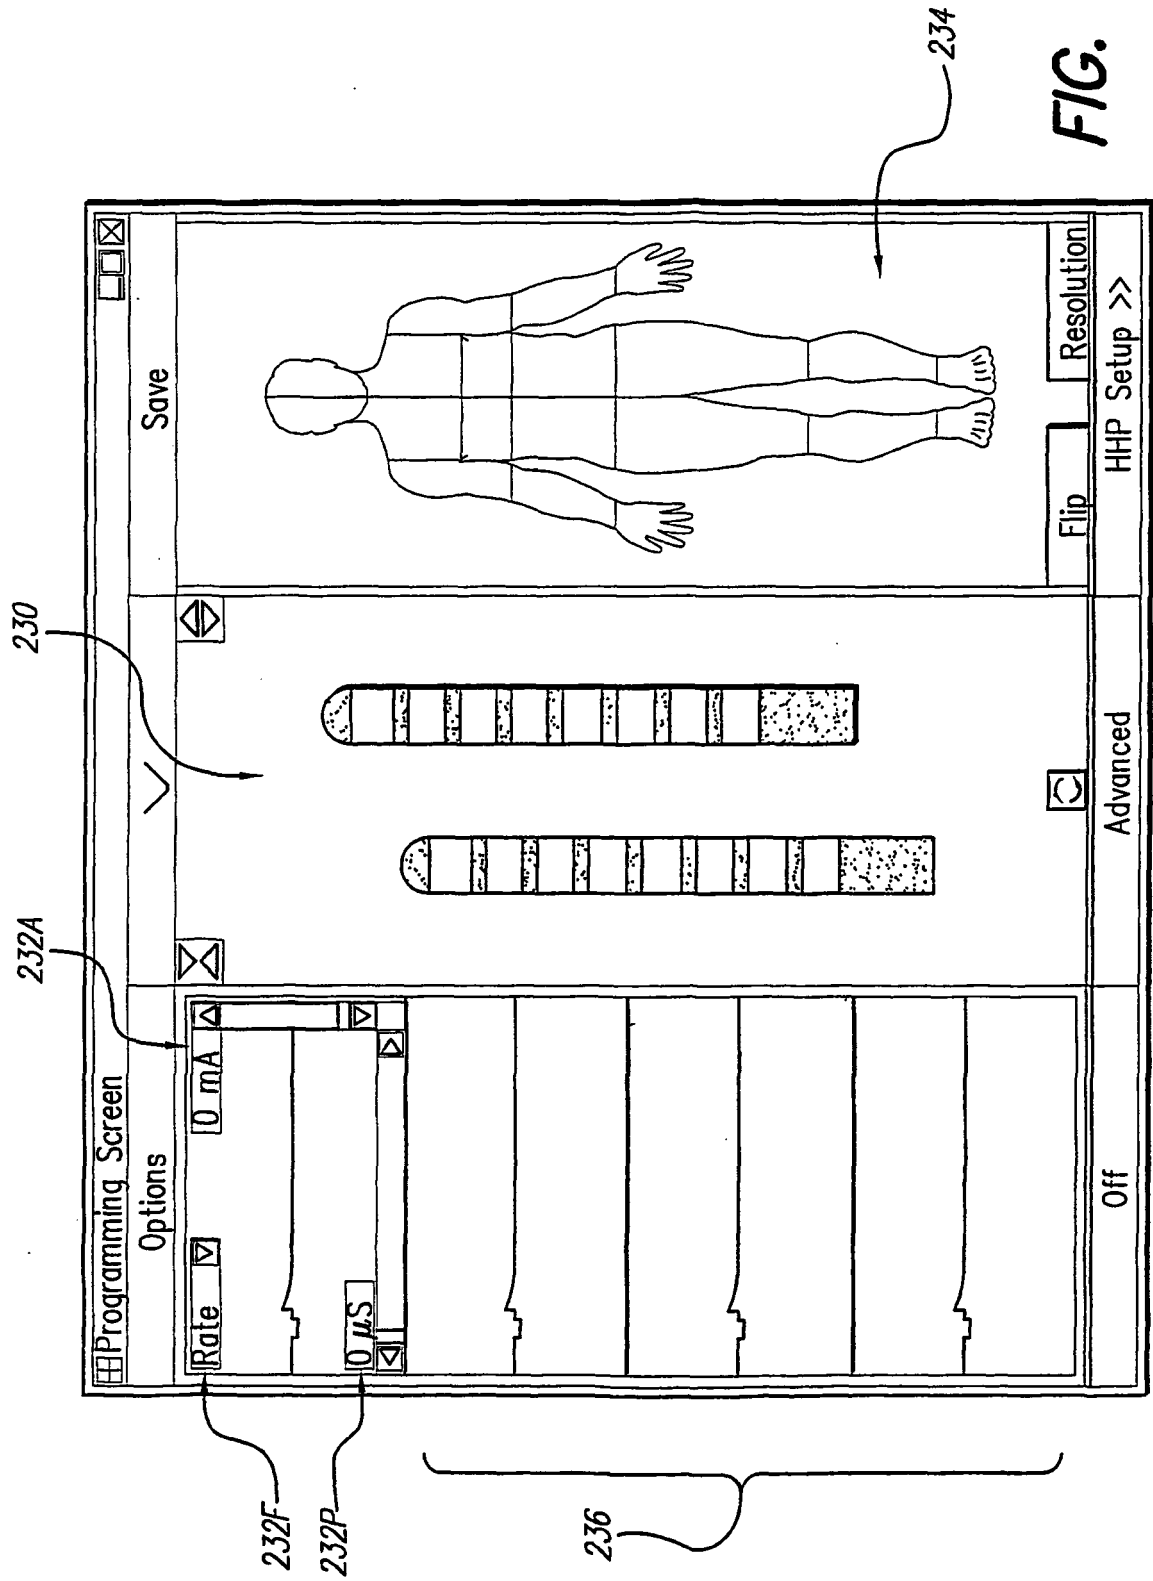 230
232A
Programming Screen
Options
Save
Rate
0 mA
232F
0 µS
232P
236
234
Flip
Resolution
Off
Advanced
HHP Setup >>
FIG.